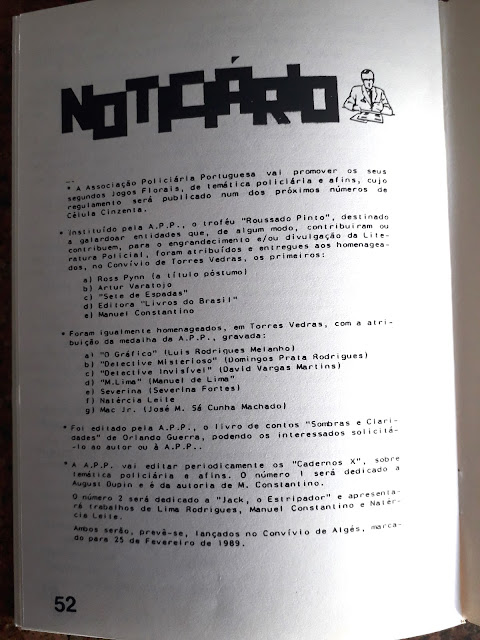 NOTICÁRIO
* A Associação Policiária Portuguesa vai promover os seus
segundos Jogos Florais, de temática policiária e afins, cujo
regulamento será publicado num dos próximos números de
Célula Cinzenta.
* Instituído pela A.P.P., o troféu "Roussado Pinto", destinado
a galardoar entidades que, de algum modo, contribuiram ou
contribuem, para o engrandecimento e/ou divulgação da Lite-
ratura Policial, foram atribuídos e entregues aos homenagea-
dos, no Convívio de Torres Vedras, os primeiros:
a) Ross Pynn (a título póstumo)
b) Artur Varatojo
c) "Sete de Espadas"
d) Editora "Livros do Brasil"
e) Manuel Constantino
* Foram igualmente homenageados, em Torres Vedras, com a atri-
buição da medalha da A.P.P., gravada:
a) "O Gráfico" (Luis Rodrigues Melanho)
b) "Detective Misterioso" (Domingos Prata Rodrigues)
c) "Detective Invisível" (David Vargas Martins)
d) "M.Lima" (Manuel de Lima)
e) Severina (Severina Fortes)
f) Natércia Leite
g) Mac Jr. (José M. Sá Cunha Machado)
* Foi editado pela A.P.P., o livro de contos "Sombras e Clari-
dades" de Orlando Guerra, podendo os interessados solicitá-
-lo ao autor ou à A.P.P..
* A A.P.P. vai editar periodicamente os "Cadernos X", sobre
temática policiária e afins. O número 1 será dedicado a
August Dupin e é da autoria de M. Constantino.
O número 2 será dedicado a "Jack, o Estripador" e apresenta-
rá trabalhos de Lima Rodrigues, Manuel Constantino e Natér-
cia Leite.
Ambos serão, prevê-se, lançados no Convívio de Algés, marca-
do para 25 de Fevereiro de 1989.
52